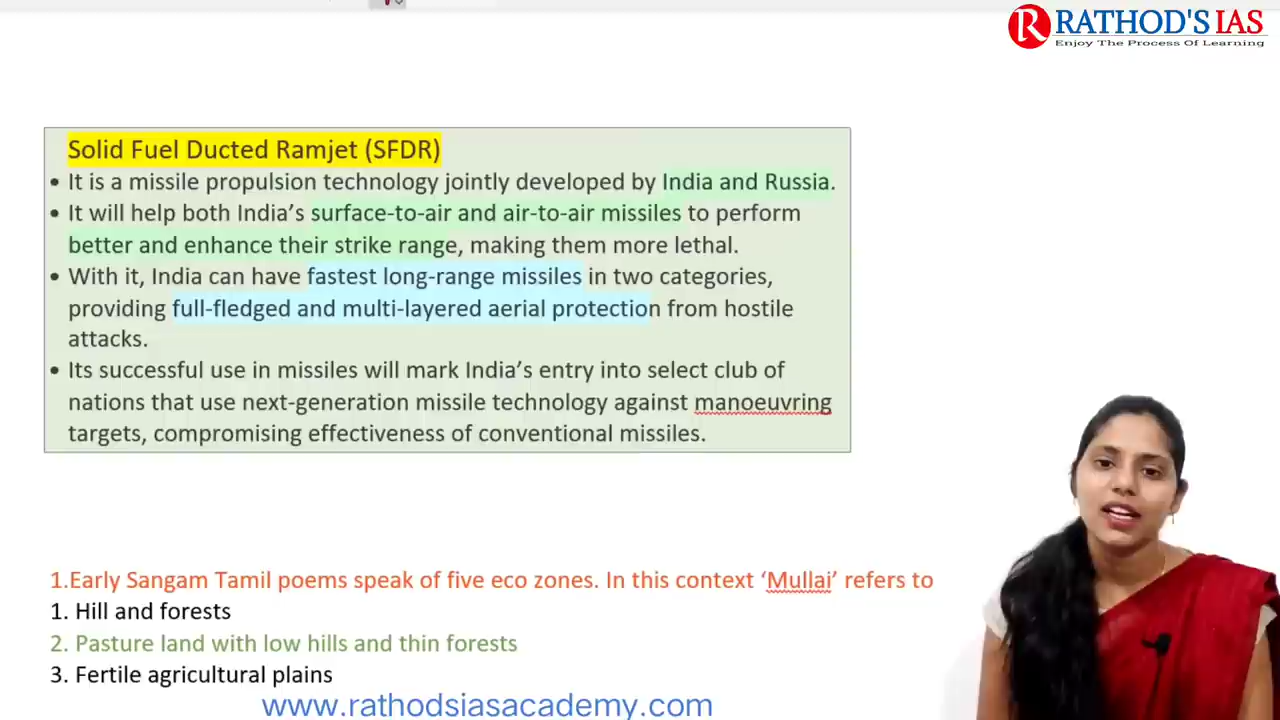 R RATHOD'S IAS
Enjoy The Process Of Learning
Solid Fuel Ducted Ramjet (SFDR)
• It is a missile propulsion technology jointly developed by India and Russia.
• It will help both India's surface-to-air and air-to-air missiles to perform
better and enhance their strike range, making them more lethal.
• With it, India can have fastest long-range missiles in two categories,
providing full-fledged and multi-layered aerial protection from hostile
attacks.
• Its successful use in missiles will mark India's entry into select club of
nations that use next-generation missile technology against manoeuvring
targets, compromising effectiveness of conventional missiles.
1.Early Sangam Tamil poems speak of five eco zones. In this context 'Mullai' refers to
1. Hill and forests
2. Pasture land with low hills and thin forests
3. Fertile agricultural plains
www.rathodsiasacademy.com